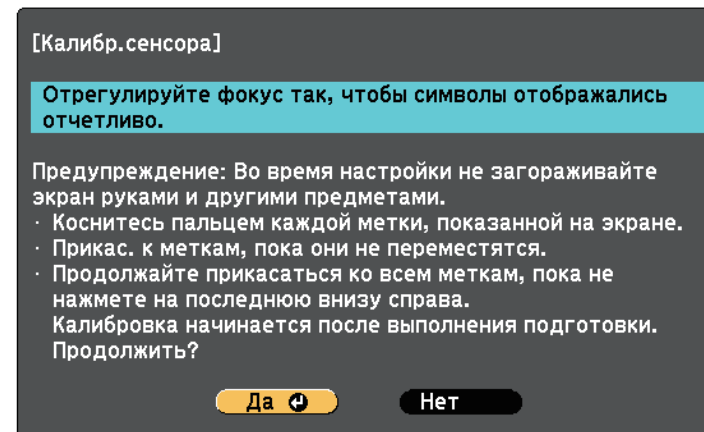 [Калибр.сенсора]
Отрегулируйте фокус так, чтобы символы отображались
отчетливо.
Предупреждение: Во время настройки не загораживайте
экран руками и другими предметами.
· Коснитесь пальцем каждой метки, показанной на экране.
· Прикас. к меткам, пока они не переместятся.
· Продолжайте прикасаться ко всем меткам, пока не
нажмете на последнюю внизу справа.
Калибровка начинается после выполнения подготовки.
Продолжить?
Да Нет